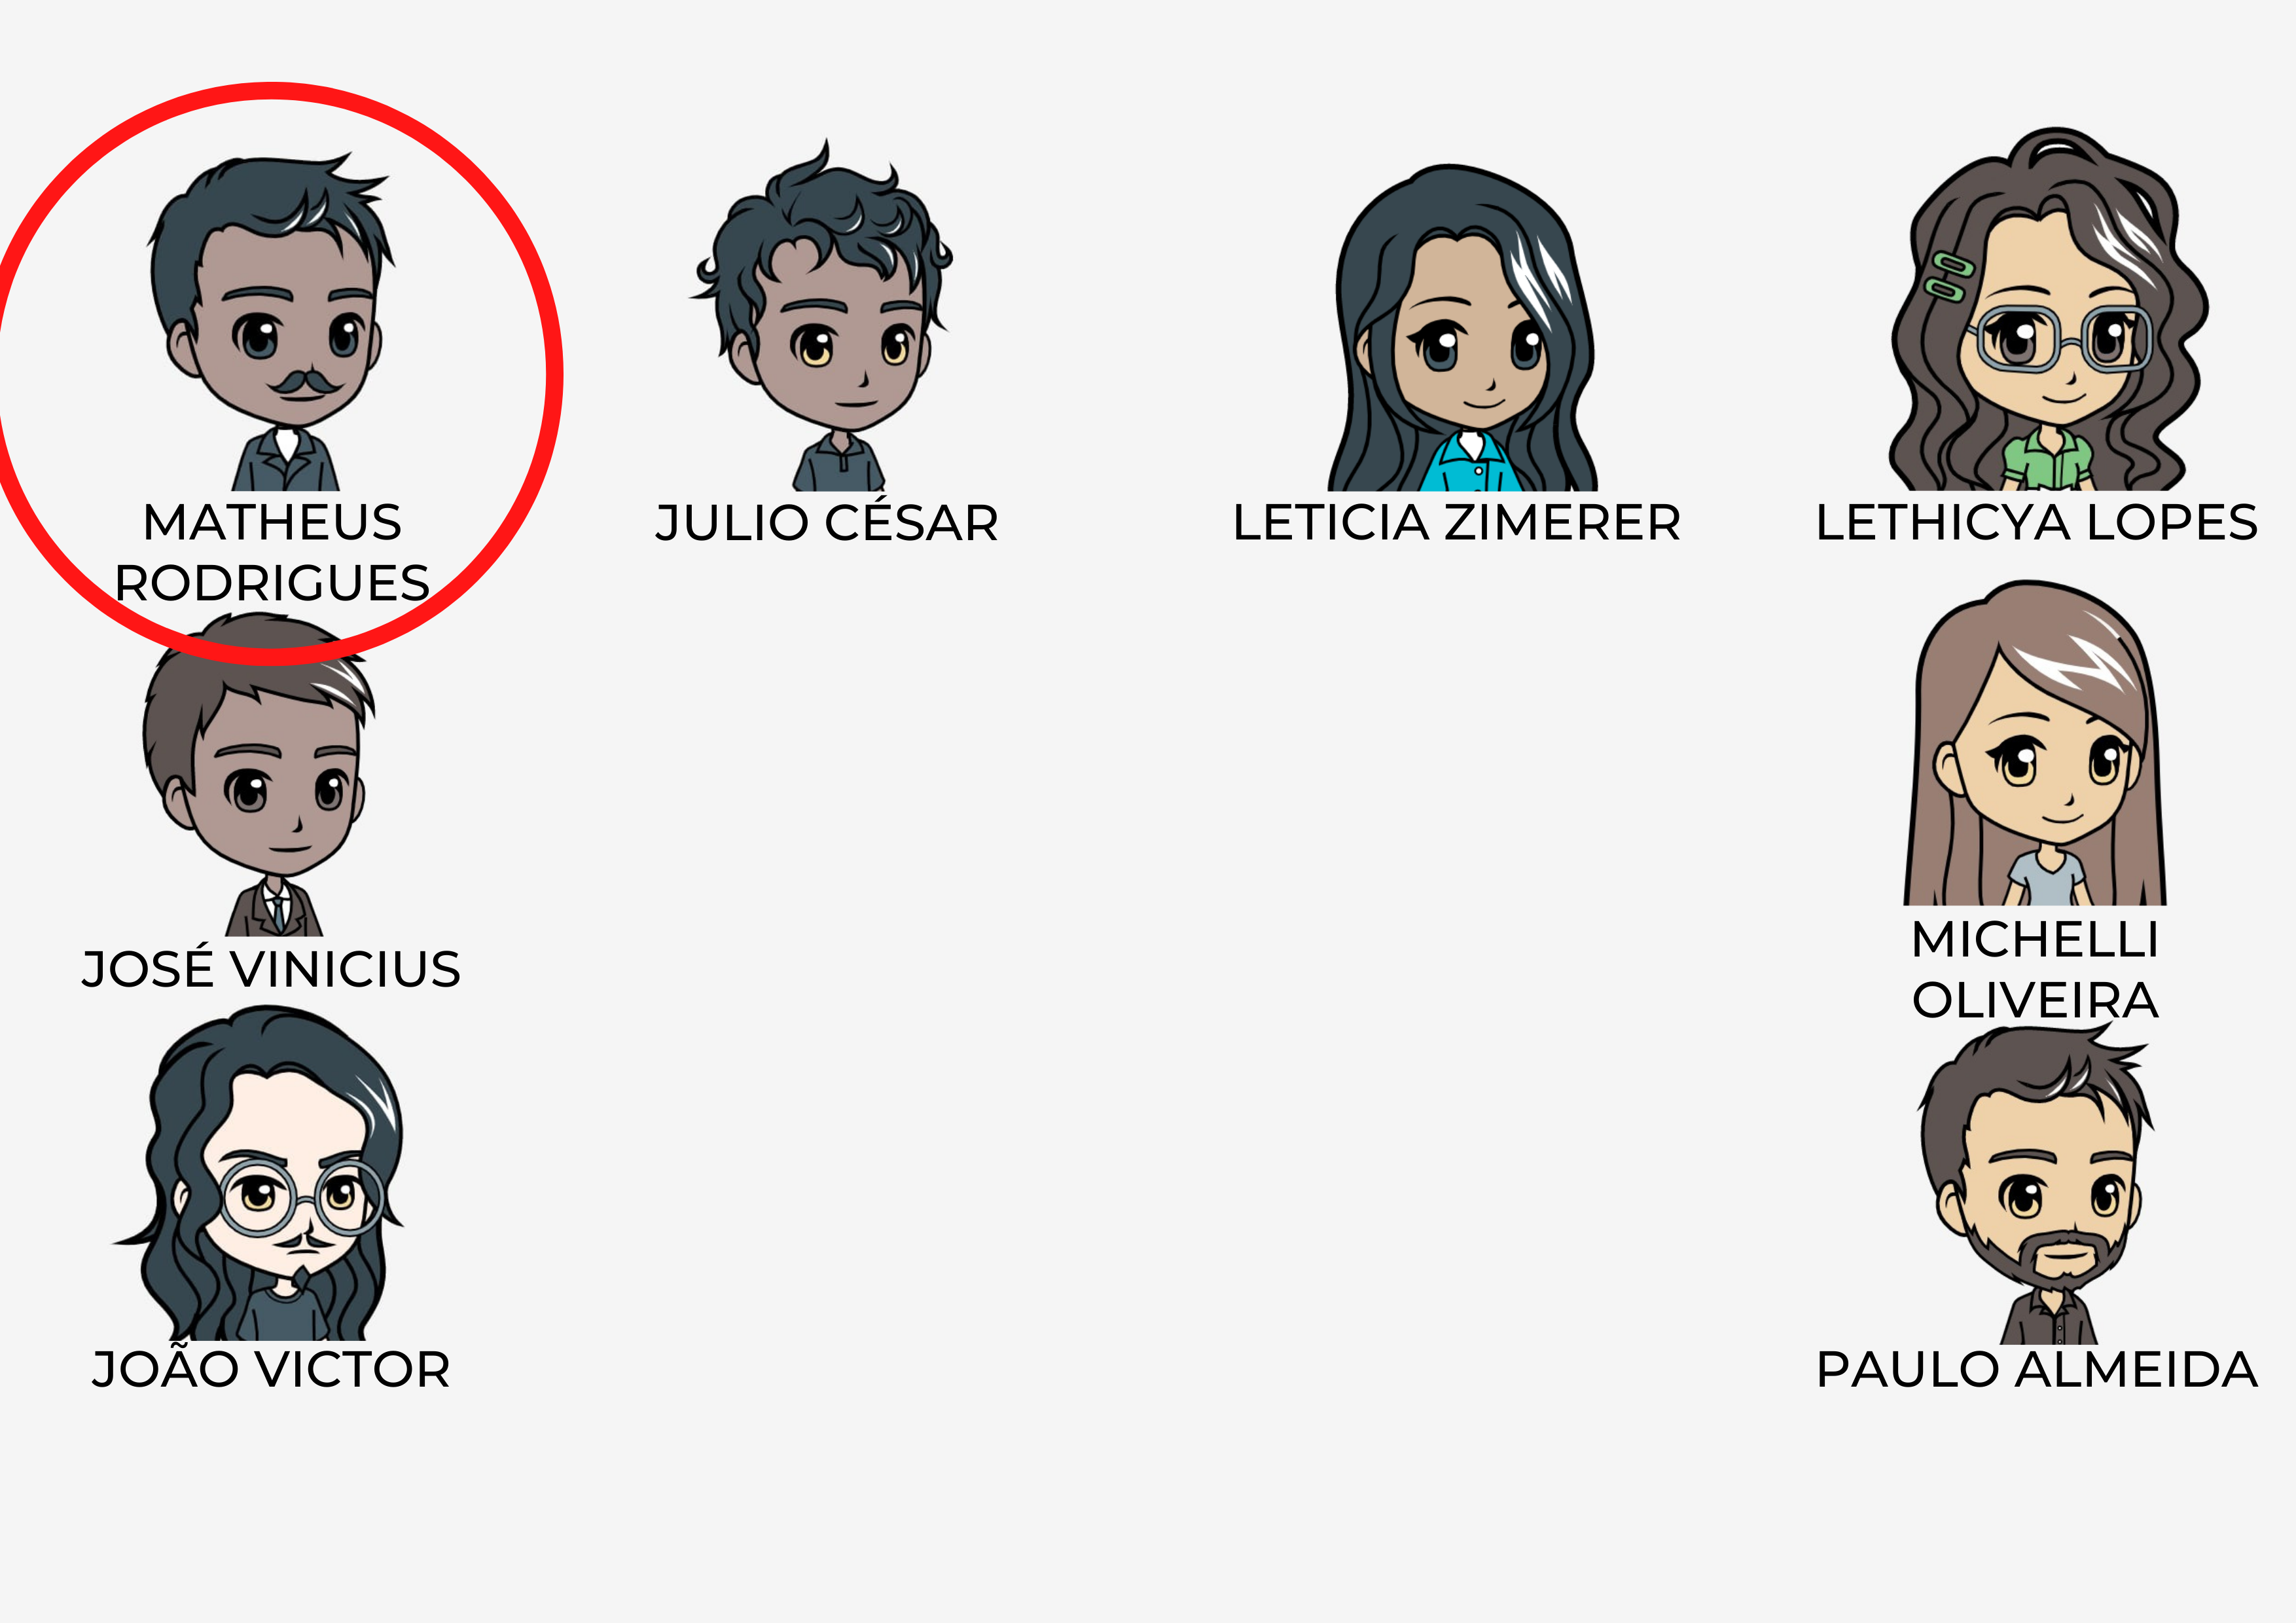 MATHEUS
RODRIGUES
JULIO CÉSAR
LETICIA ZIMERER
LETHICYA LOPES
JOSÉ VINICIUS
MICHELLI
OLIVEIRA
JOÃO VICTOR
PAULO ALMEIDA